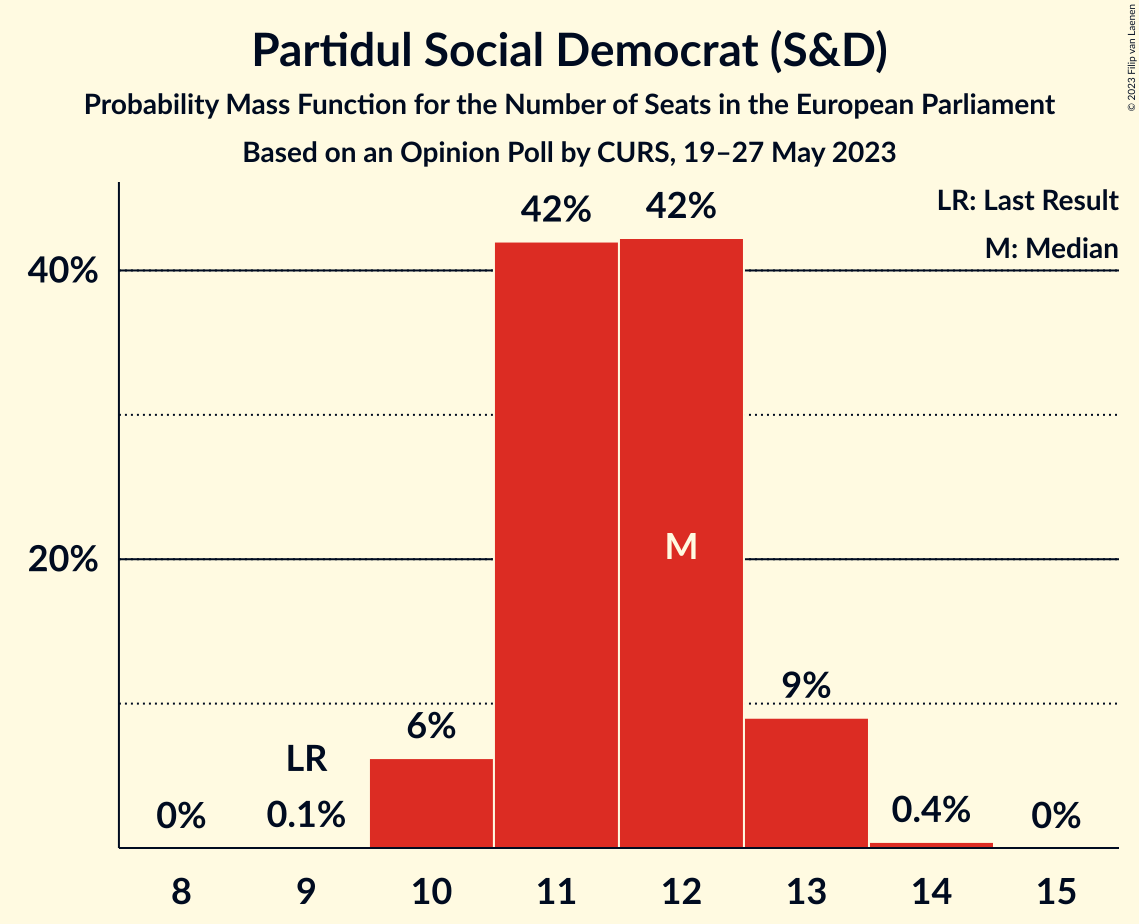 Partidul Social Democrat (S&D)
Probability Mass Function for the Number of Seats in the European Parliament
Based on an Opinion Poll by CURS, 19–27 May 2023
© 2023 Filip van Laenen
LR: Last Result
M: Median
42%
42%
40%
M
20%
9%
6%
LR
0%
0.1%
0.4%
0%
8 9 10 11 12 13 14 15